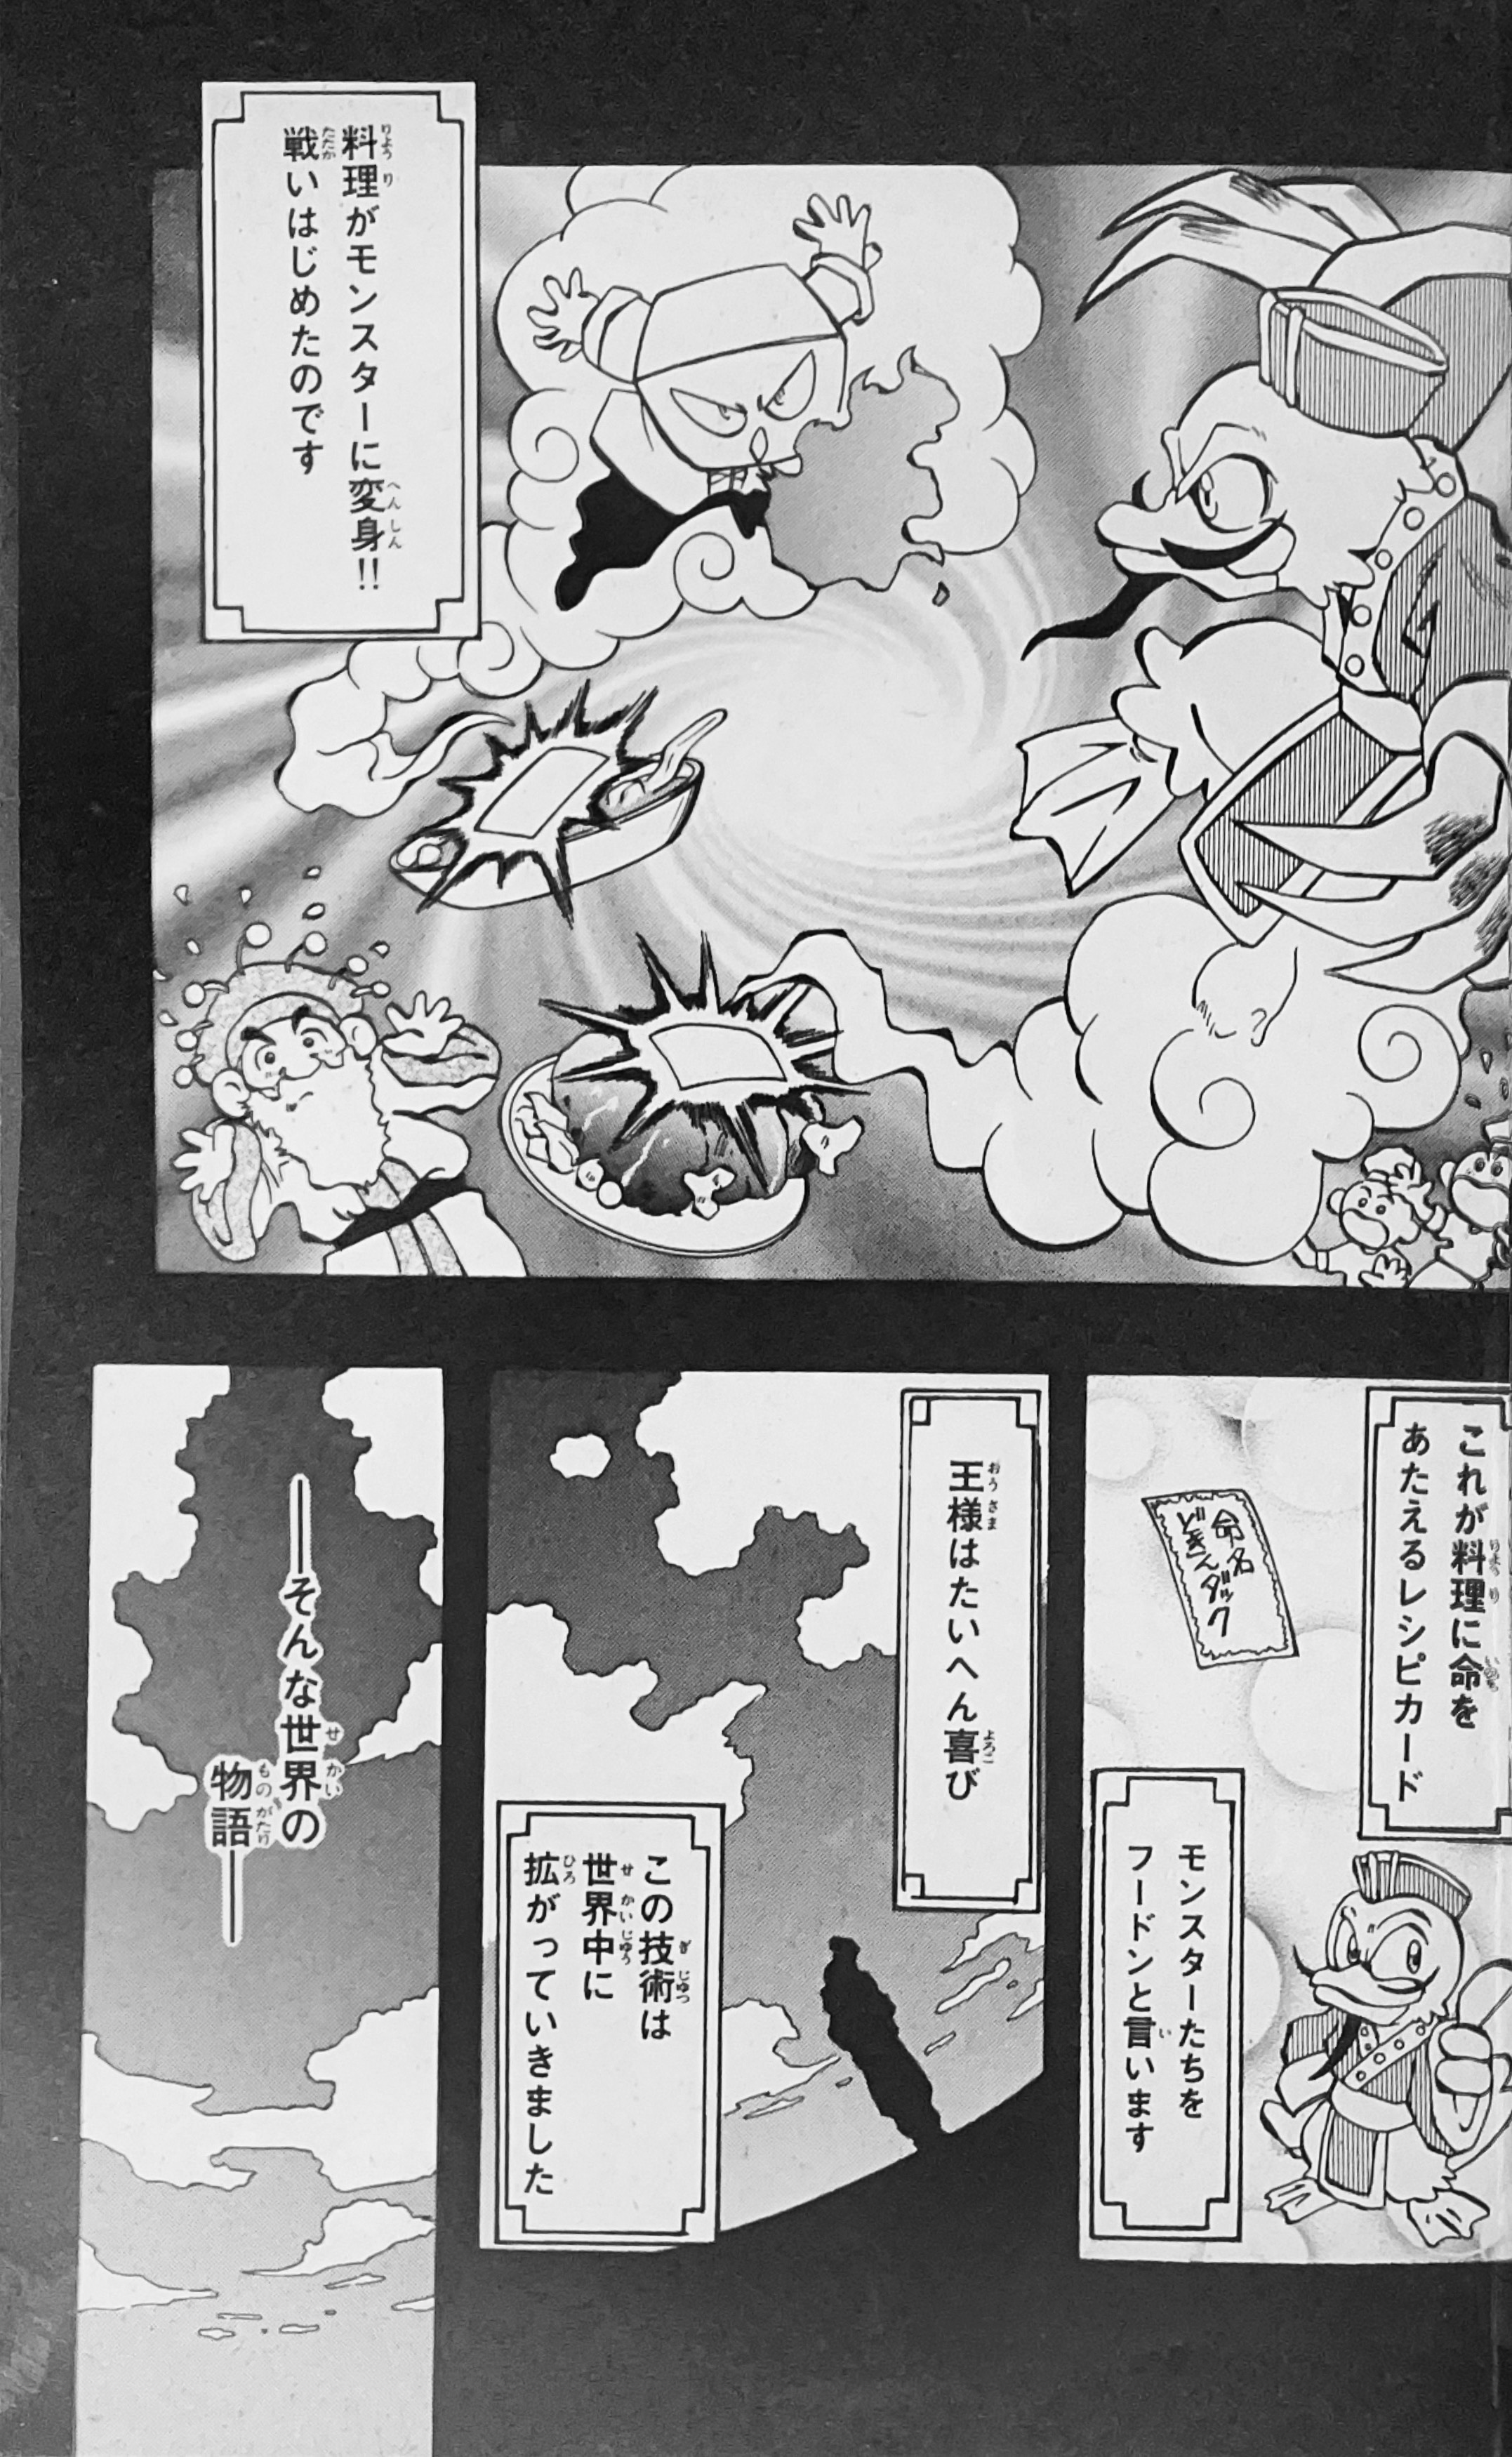 料理がモンスターに変身!!
戦いはじめたのです
これが料理に命を
あたえるレシピカード
命名
どきんダック
モンスターたちを
フードンと言います
王様はたいへん喜び
この技術は
世界中に
拡がっていきました
――そんな世界の
物語――